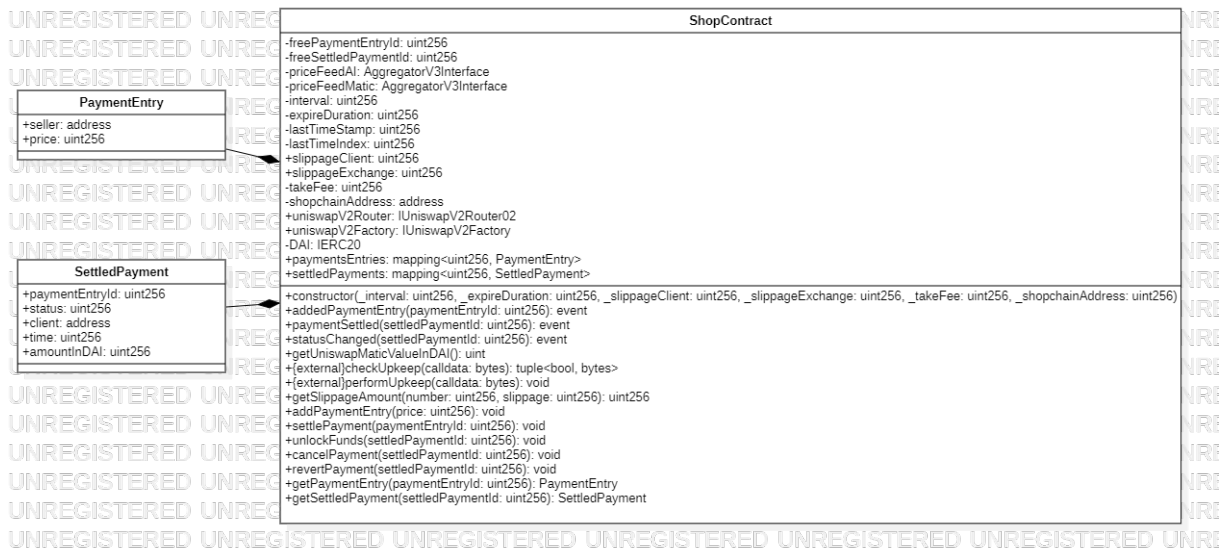 PaymentEntry
+seller: address
+price: uint256
SettledPayment
+paymentEntryId: uint256
+status: uint256
+client: address
+time: uint256
+amountInDAI: uint256
ShopContract
-freePaymentEntryId: uint256
-freeSettledPaymentId: uint256
-priceFeedAI: AggregatorV3Interface
-priceFeedMatic: AggregatorV3Interface
-interval: uint256
-expireDuration: uint256
-lastTimeStamp: uint256
-lastTimeIndex: uint256
+slippageClient: uint256
+slippageExchange: uint256
-takeFee: uint256
-shopchainAddress: address
+uniswapV2Router: IUniswapV2Router02
+uniswapV2Factory: IUniswapV2Factory
-DAI: IERC20
+paymentsEntries: mapping<uint256, PaymentEntry>
+settledPayments: mapping<uint256, SettledPayment>
+constructor(_interval: uint256, _expireDuration: uint256, _slippageClient: uint256, _slippageExchange: uint256, _takeFee: uint256, _shopchainAddress: uint256)
+addedPaymentEntry(paymentEntryId: uint256): event
+paymentSettled(settledPaymentId: uint256): event
+statusChanged(settledPaymentId: uint256): event
+getUniswapMaticValueInDAI(): uint
+{external}checkUpkeep(calldata: bytes): tuple<bool, bytes>
+{external}performUpkeep(calldata: bytes): void
+getSlippageAmount(number: uint256, slippage: uint256): uint256
+addPaymentEntry(price: uint256): void
+settlePayment(paymentEntryId: uint256): void
+unlockFunds(settledPaymentId: uint256): void
+cancelPayment(settledPaymentId: uint256): void
+revertPayment(settledPaymentId: uint256): void
+getPaymentEntry(paymentEntryId: uint256): PaymentEntry
+getSettledPayment(settledPaymentId: uint256): SettledPayment
UNREGISTERED UNREGISTERED UNREGISTERED UNREGISTERED UNREGISTERED UNREGISTERED UNRE